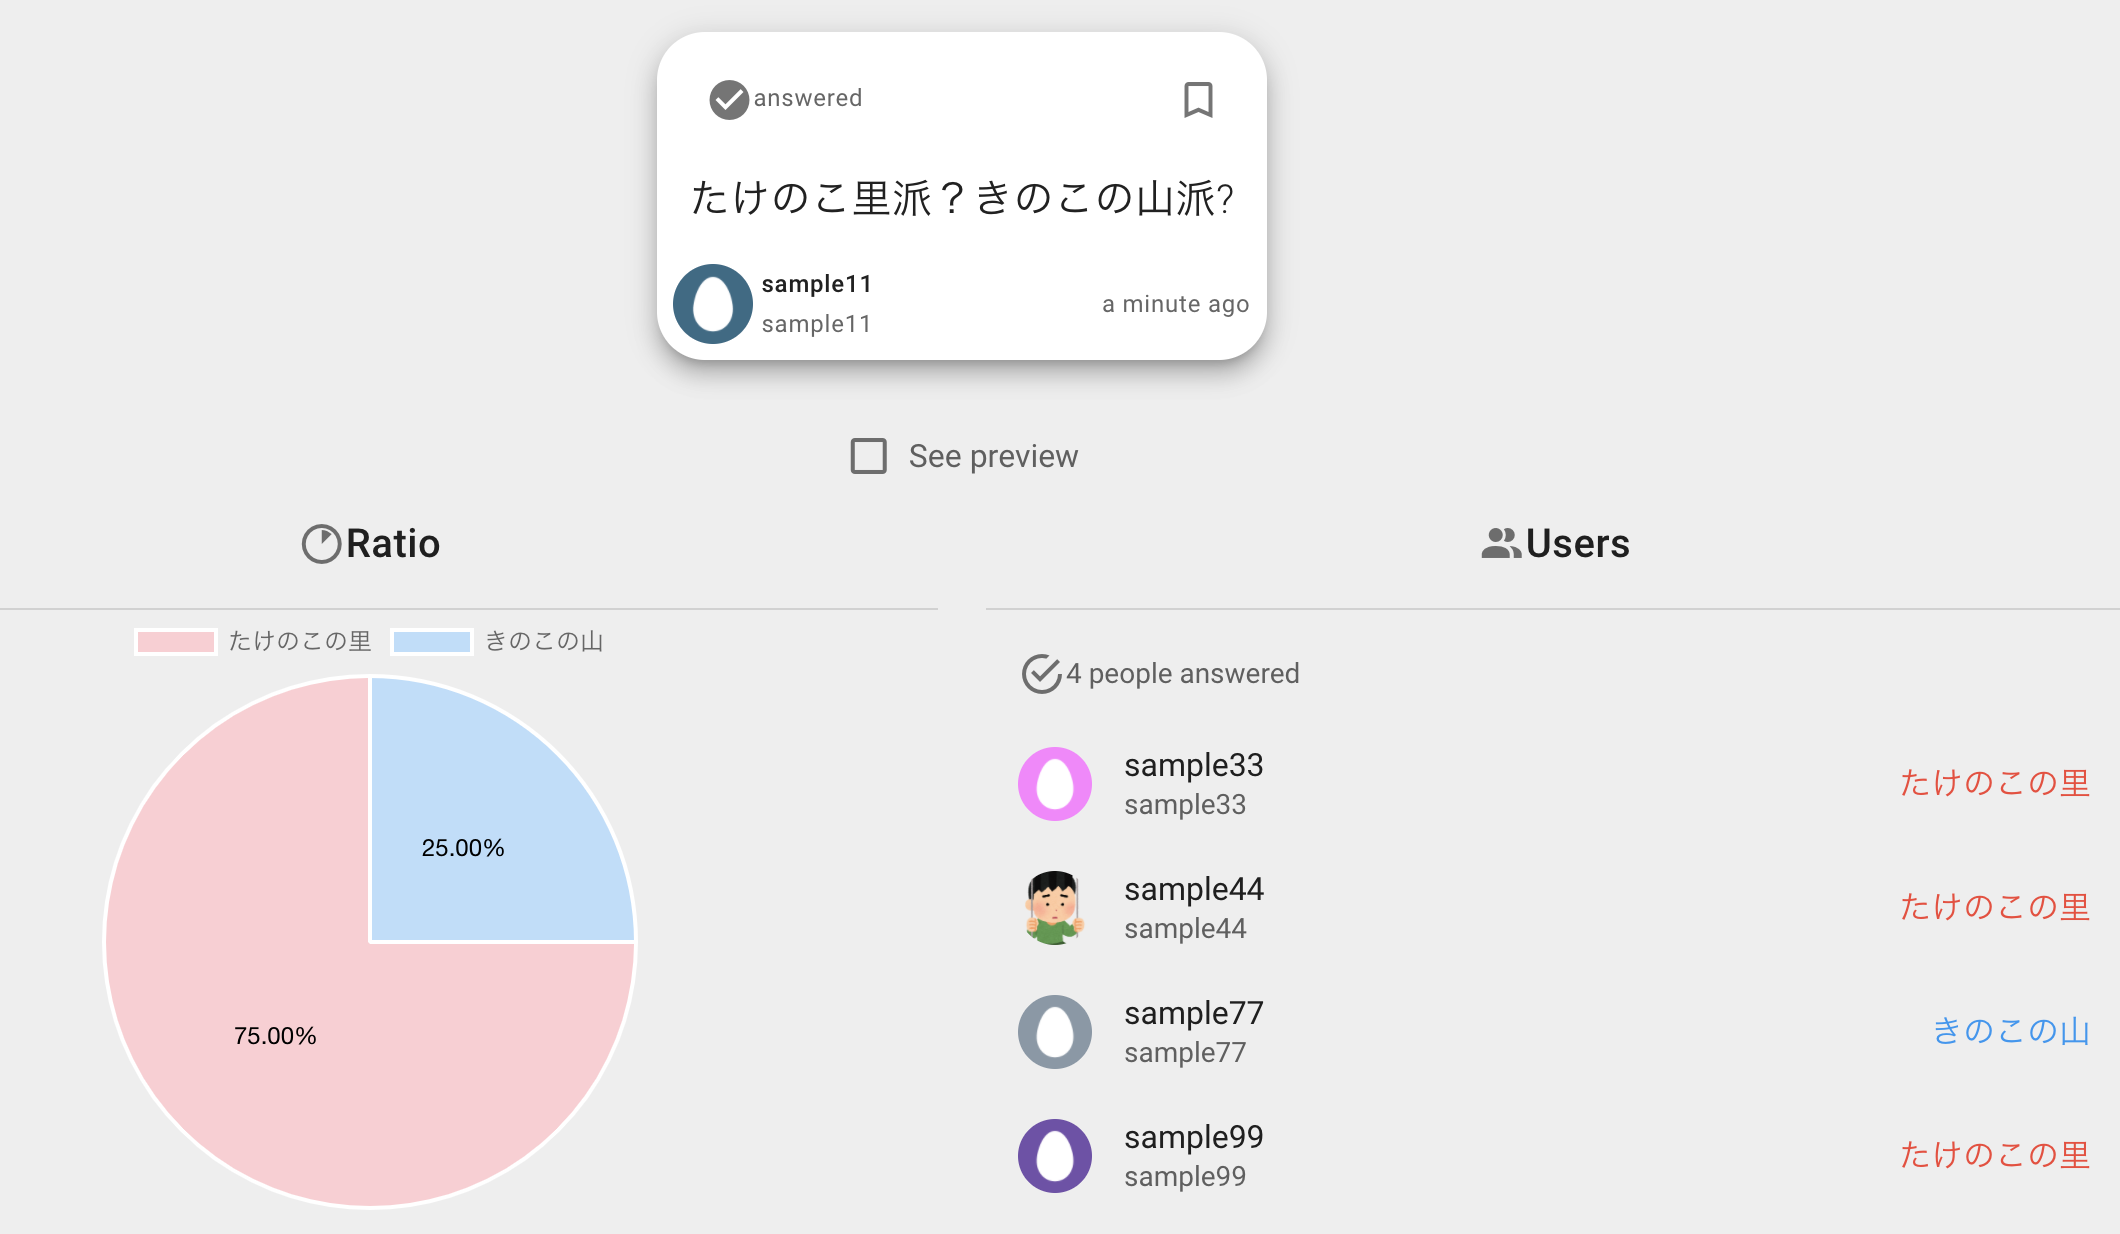 answered
たけのこ里派？きのこの山派?
sample11
sample11
a minute ago
See preview
Ratio
たけのこの里 きのこの山
25.00%
75.00%
Users
4 people answered
sample33
sample33
たけのこの里
sample44
sample44
たけのこの里
sample77
sample77
きのこの山
sample99
sample99
たけのこの里